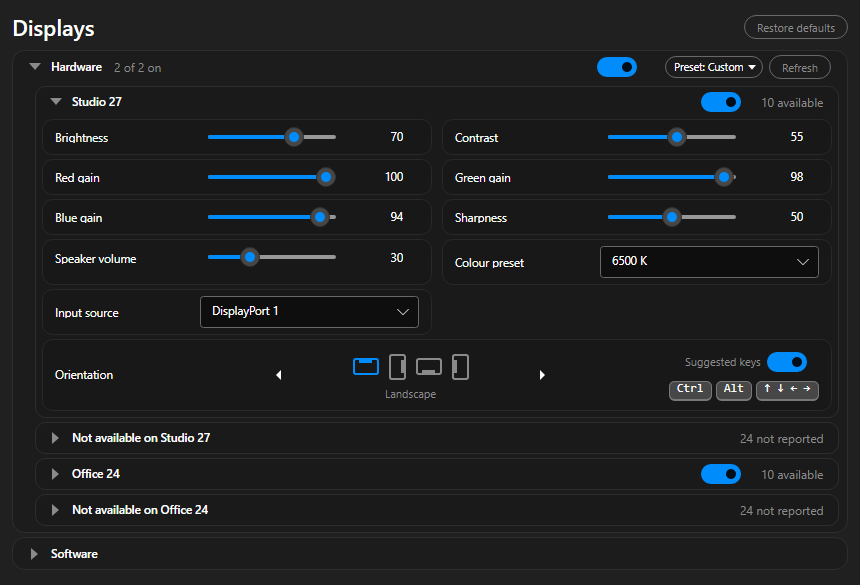 Displays
Restore defaults
Hardware 2 of 2 on
Preset: Custom
Refresh
Studio 27
10 available
Brightness 70
Contrast 55
Red gain 100
Green gain 98
Blue gain 94
Sharpness 50
Speaker volume 30
Colour preset 6500 K
Input source DisplayPort 1
Orientation
Landscape
Suggested keys
Ctrl Alt ↑ ↓ ← →
Not available on Studio 27
24 not reported
Office 24
10 available
Not available on Office 24
24 not reported
Software